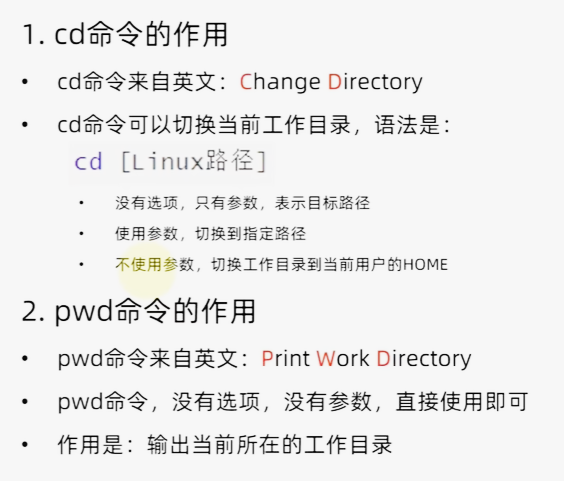 1. cd命令的作用
• cd命令来自英文：Change Directory
• cd命令可以切换当前工作目录，语法是：
cd [Linux路径]
• 没有选项，只有参数，表示目标路径
• 使用参数，切换到指定路径
• 不使用参数，切换工作目录到当前用户的HOME
2. pwd命令的作用
• pwd命令来自英文：Print Work Directory
• pwd命令，没有选项，没有参数，直接使用即可
• 作用是：输出当前所在的工作目录